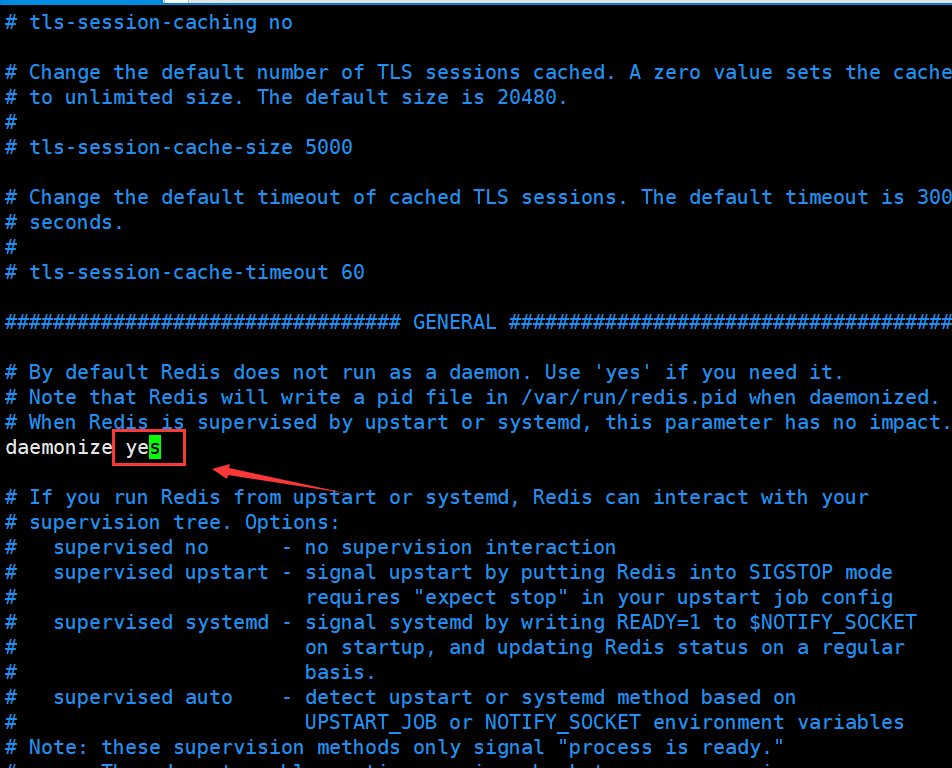 # tls-session-caching no
# Change the default number of TLS sessions cached. A zero value sets the cache
# to unlimited size. The default size is 20480.
#
# tls-session-cache-size 5000
# Change the default timeout of cached TLS sessions. The default timeout is 300
# seconds.
#
# tls-session-cache-timeout 60
################################# GENERAL #####################################
# By default Redis does not run as a daemon. Use 'yes' if you need it.
# Note that Redis will write a pid file in /var/run/redis.pid when daemonized.
# When Redis is supervised by upstart or systemd, this parameter has no impact.
daemonize yes
# If you run Redis from upstart or systemd, Redis can interact with your
# supervision tree. Options:
#   supervised no      - no supervision interaction
#   supervised upstart - signal upstart by putting Redis into SIGSTOP mode
#                        requires "expect stop" in your upstart job config
#   supervised systemd - signal systemd by writing READY=1 to $NOTIFY_SOCKET
#                        on startup, and updating Redis status on a regular
#                        basis.
#   supervised auto    - detect upstart or systemd method based on
#                        UPSTART_JOB or NOTIFY_SOCKET environment variables
# Note: these supervision methods only signal "process is ready."